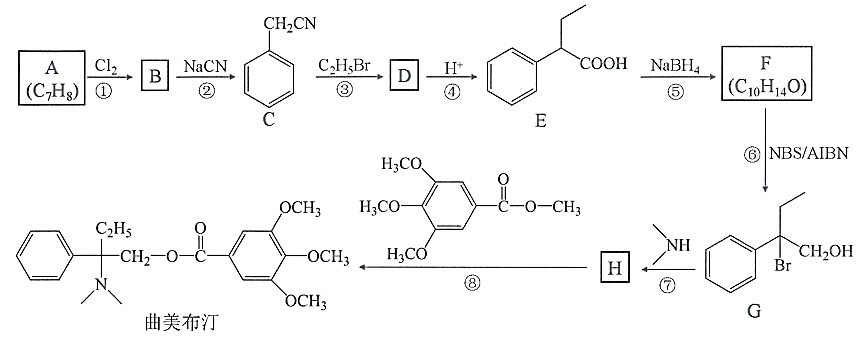 A
(C₇H₈)
Cl₂
①
B
NaCN
②
CH₂CN
C
C₂H₅Br
③
D
H⁺
④
COOH
E
NaBH₄
⑤
F
(C₁₀H₁₄O)
⑥ NBS/AIBN
CH₂OH
Br
G
NH
⑦
H
H₃CO
H₃CO
H₃CO
O
C—O—CH₃
⑧
C₂H₅
CH₂—O
N
O
OCH₃
OCH₃
OCH₃
曲美布汀